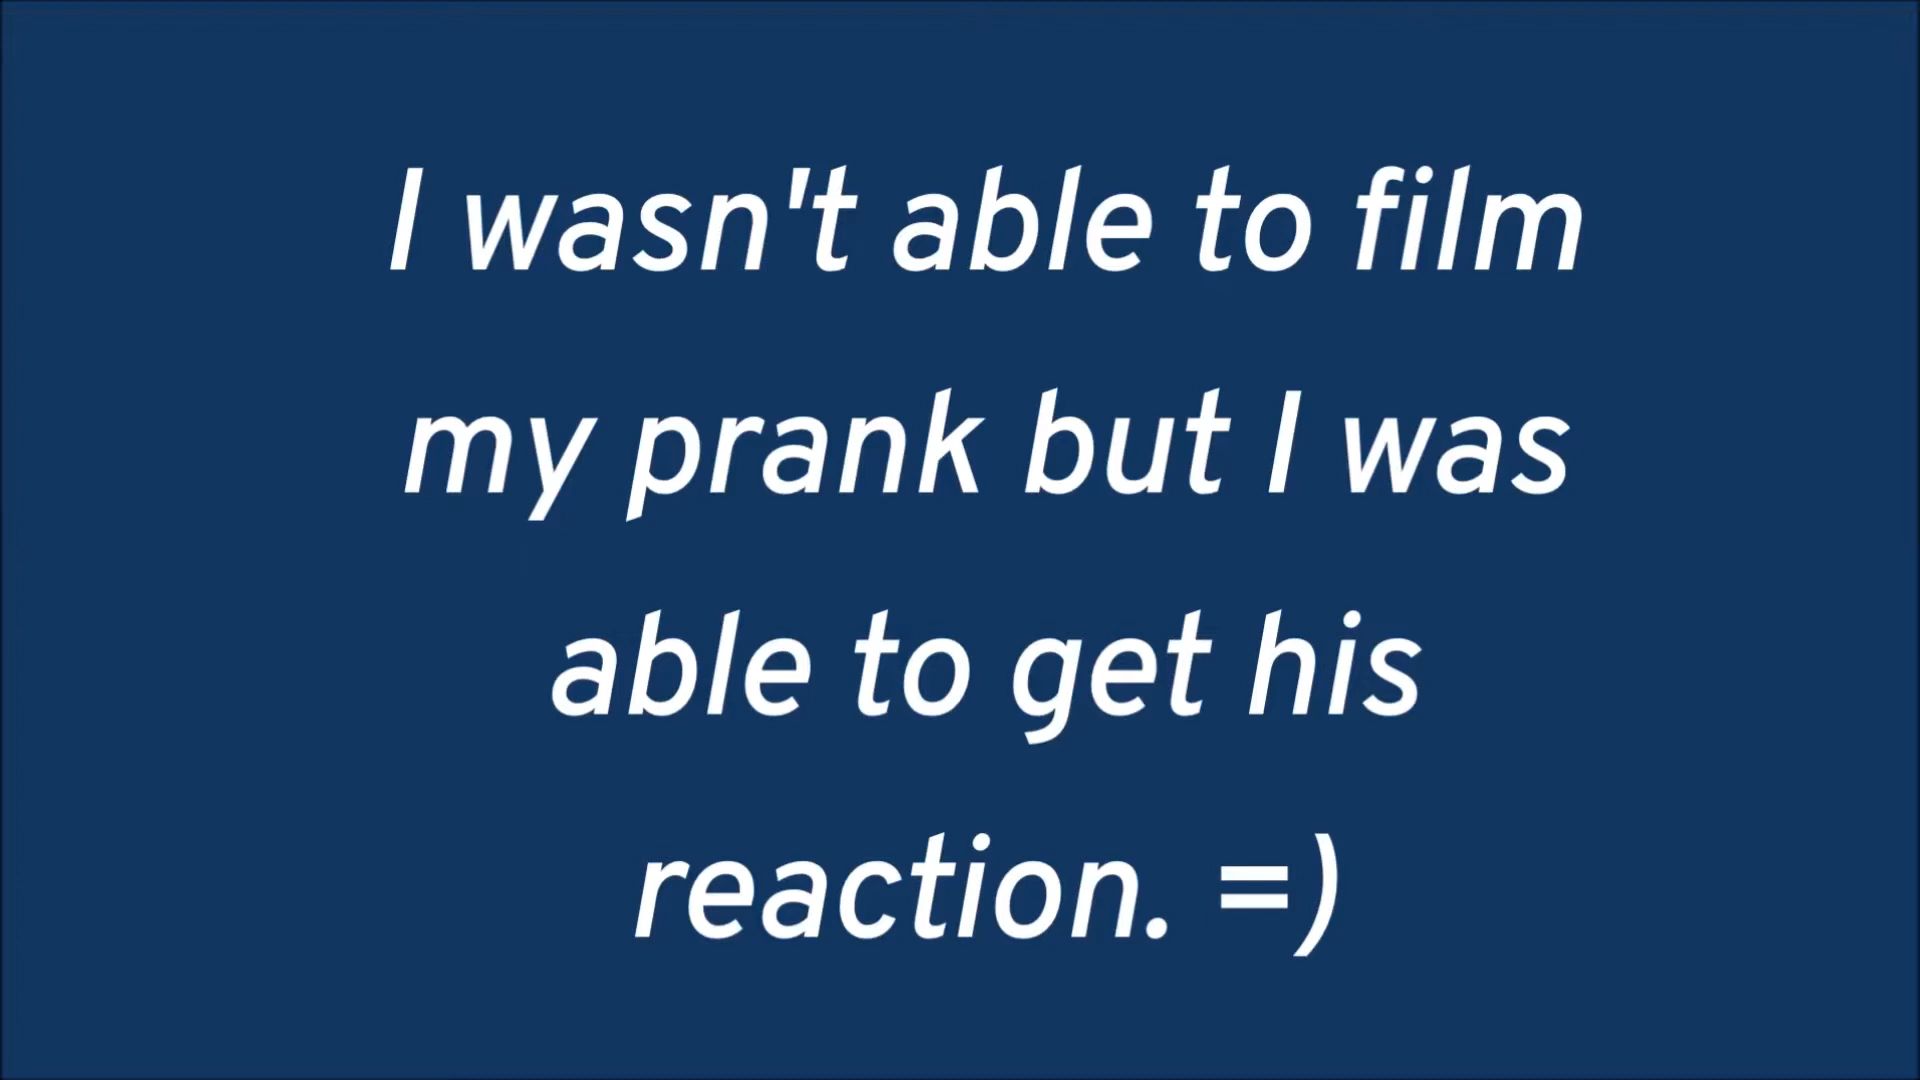 I wasn't able to film
my prank but I was
able to get his
reaction. =)